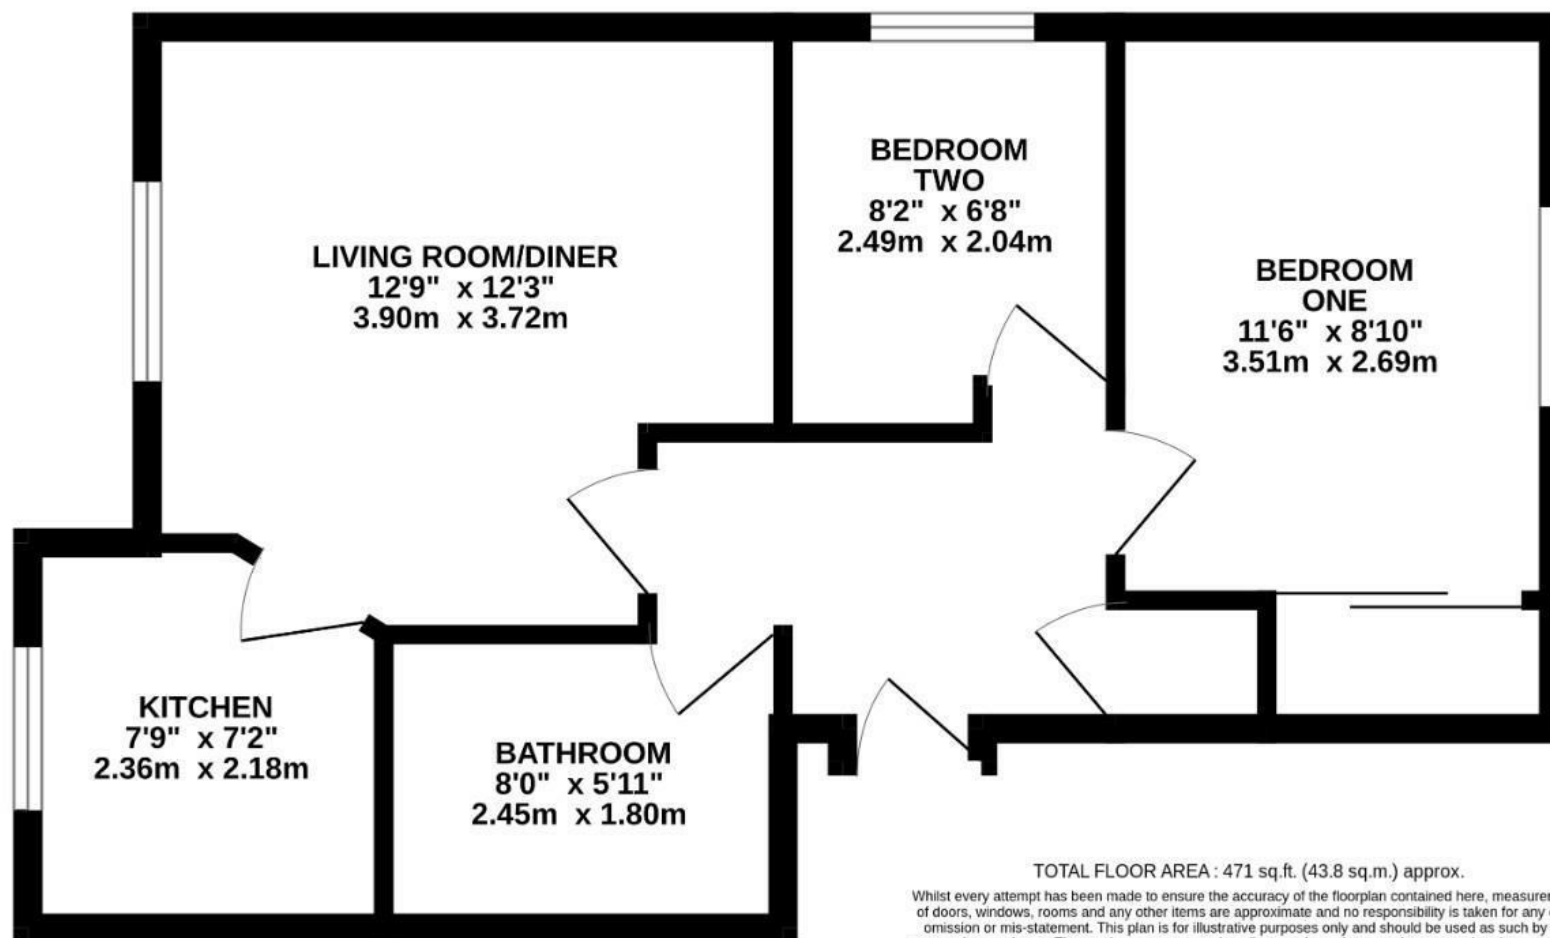 BEDROOM
TWO
8'2" x 6'8"
2.49m x 2.04m
LIVING ROOM/DINER
12'9" x 12'3"
3.90m x 3.72m
BEDROOM
ONE
11'6" x 8'10"
3.51m x 2.69m
KITCHEN
7'9" x 7'2"
2.36m x 2.18m
BATHROOM
8'0" x 5'11"
2.45m x 1.80m
TOTAL FLOOR AREA : 471 sq.ft. (43.8 sq.m.) approx.
Whilst every attempt has been made to ensure the accuracy of the floorplan contained here,
of doors, windows, rooms and any other items are approximate and no responsibility is taken for any
omission or mis-statement. This plan is for illustrative purposes only and should be used as such by